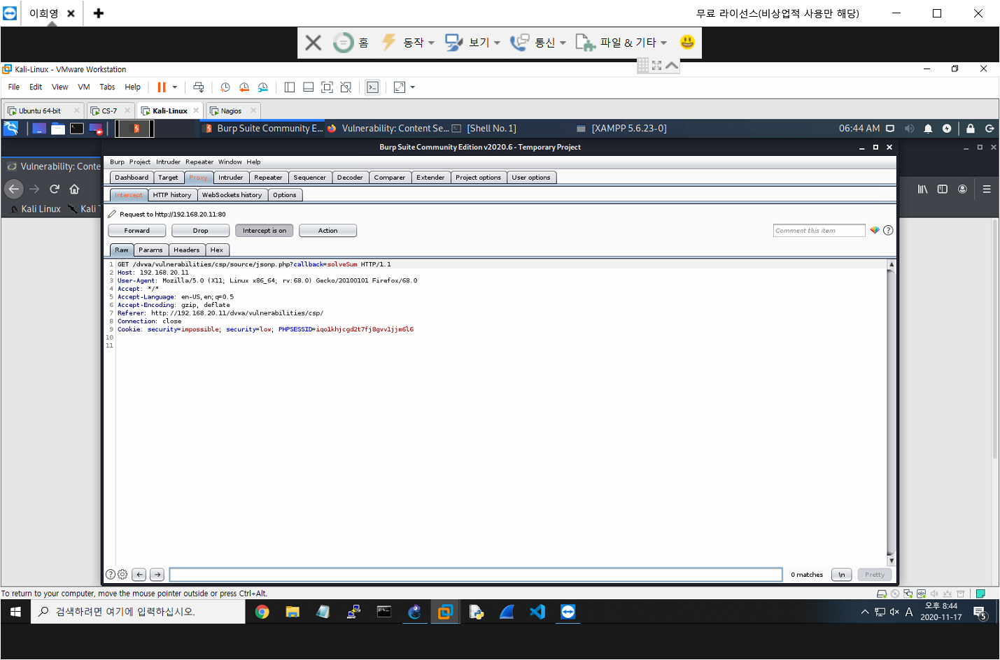 이희영
무료 라이선스(비상업적 사용만 해당)
홈 동작 보기 통신 파일 & 기타
Kali-Linux - VMware Workstation
File Edit View VM Tabs Help
Ubuntu 64-bit CS-7 Kali-Linux Nagios
Burp Suite Community E... Vulnerability: Content Se... [Shell No. 1] [XAMPP 5.6.23-0] 06:44 AM
Burp Suite Community Edition v2020.6 - Temporary Project
Burp Project Intruder Repeater Window Help
Vulnerability: Conte
Dashboard Target Proxy Intruder Repeater Sequencer Decoder Comparer Extender Project options User options
Intercept HTTP history WebSockets history Options
Kali Linux Kali T
Request to http://192.168.20.11:80
Forward Drop Intercept is on Action Comment this item
Raw Params Headers Hex
1 GET /dvwa/vulnerabilities/csp/source/jsonp.php?callback=solveSum HTTP/1.1
2 Host: 192.168.20.11
3 User-Agent: Mozilla/5.0 (X11; Linux x86_64; rv:68.0) Gecko/20100101 Firefox/68.0
4 Accept: */*
5 Accept-Language: en-US,en;q=0.5
6 Accept-Encoding: gzip, deflate
7 Referer: http://192.168.20.11/dvwa/vulnerabilities/csp/
8 Connection: close
9 Cookie: security=impossible; security=low; PHPSESSID=iqo1khjcgd2t7fj8gvv1jjm6l6
10
11
0 matches \n Pretty
To return to your computer, move the mouse pointer outside or press Ctrl+Alt.
검색하려면 여기에 입력하십시오.
A 오후 8:44
2020-11-17 5